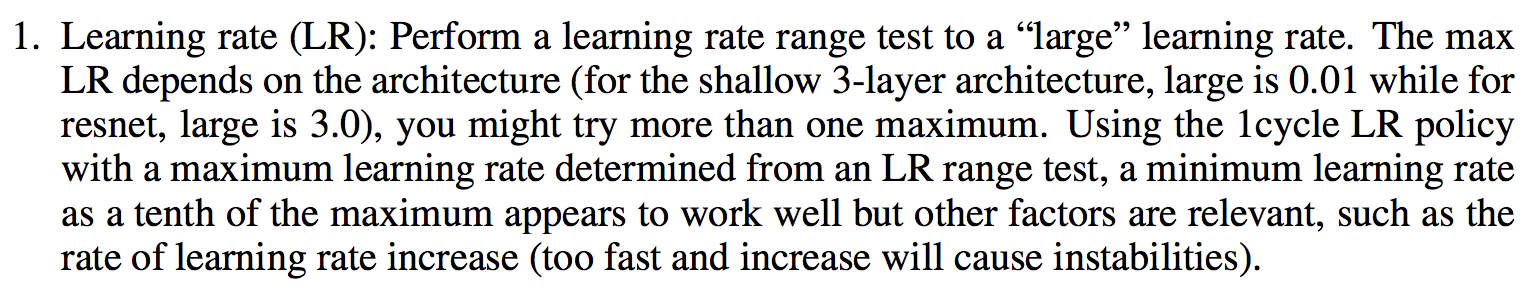 1. Learning rate (LR): Perform a learning rate range test to a “large” learning rate. The max
LR depends on the architecture (for the shallow 3-layer architecture, large is 0.01 while for
resnet, large is 3.0), you might try more than one maximum. Using the 1cycle LR policy
with a maximum learning rate determined from an LR range test, a minimum learning rate
as a tenth of the maximum appears to work well but other factors are relevant, such as the
rate of learning rate increase (too fast and increase will cause instabilities).